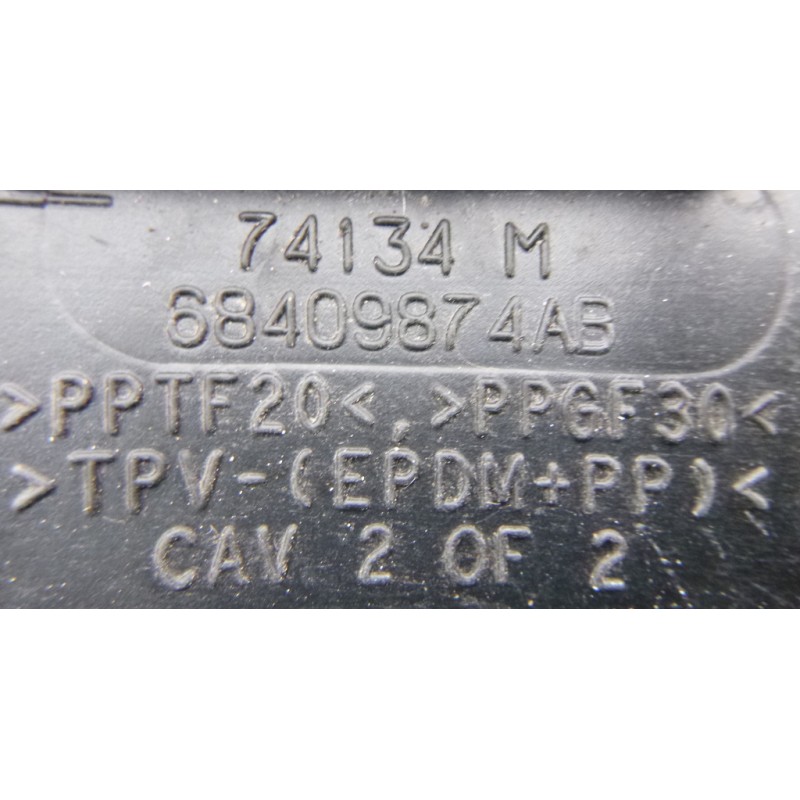 74134 M
68409874AB
>PPTF20<,>PPGF30<
>TPV-(EPDM+PP)<
CAV 2 OF 2